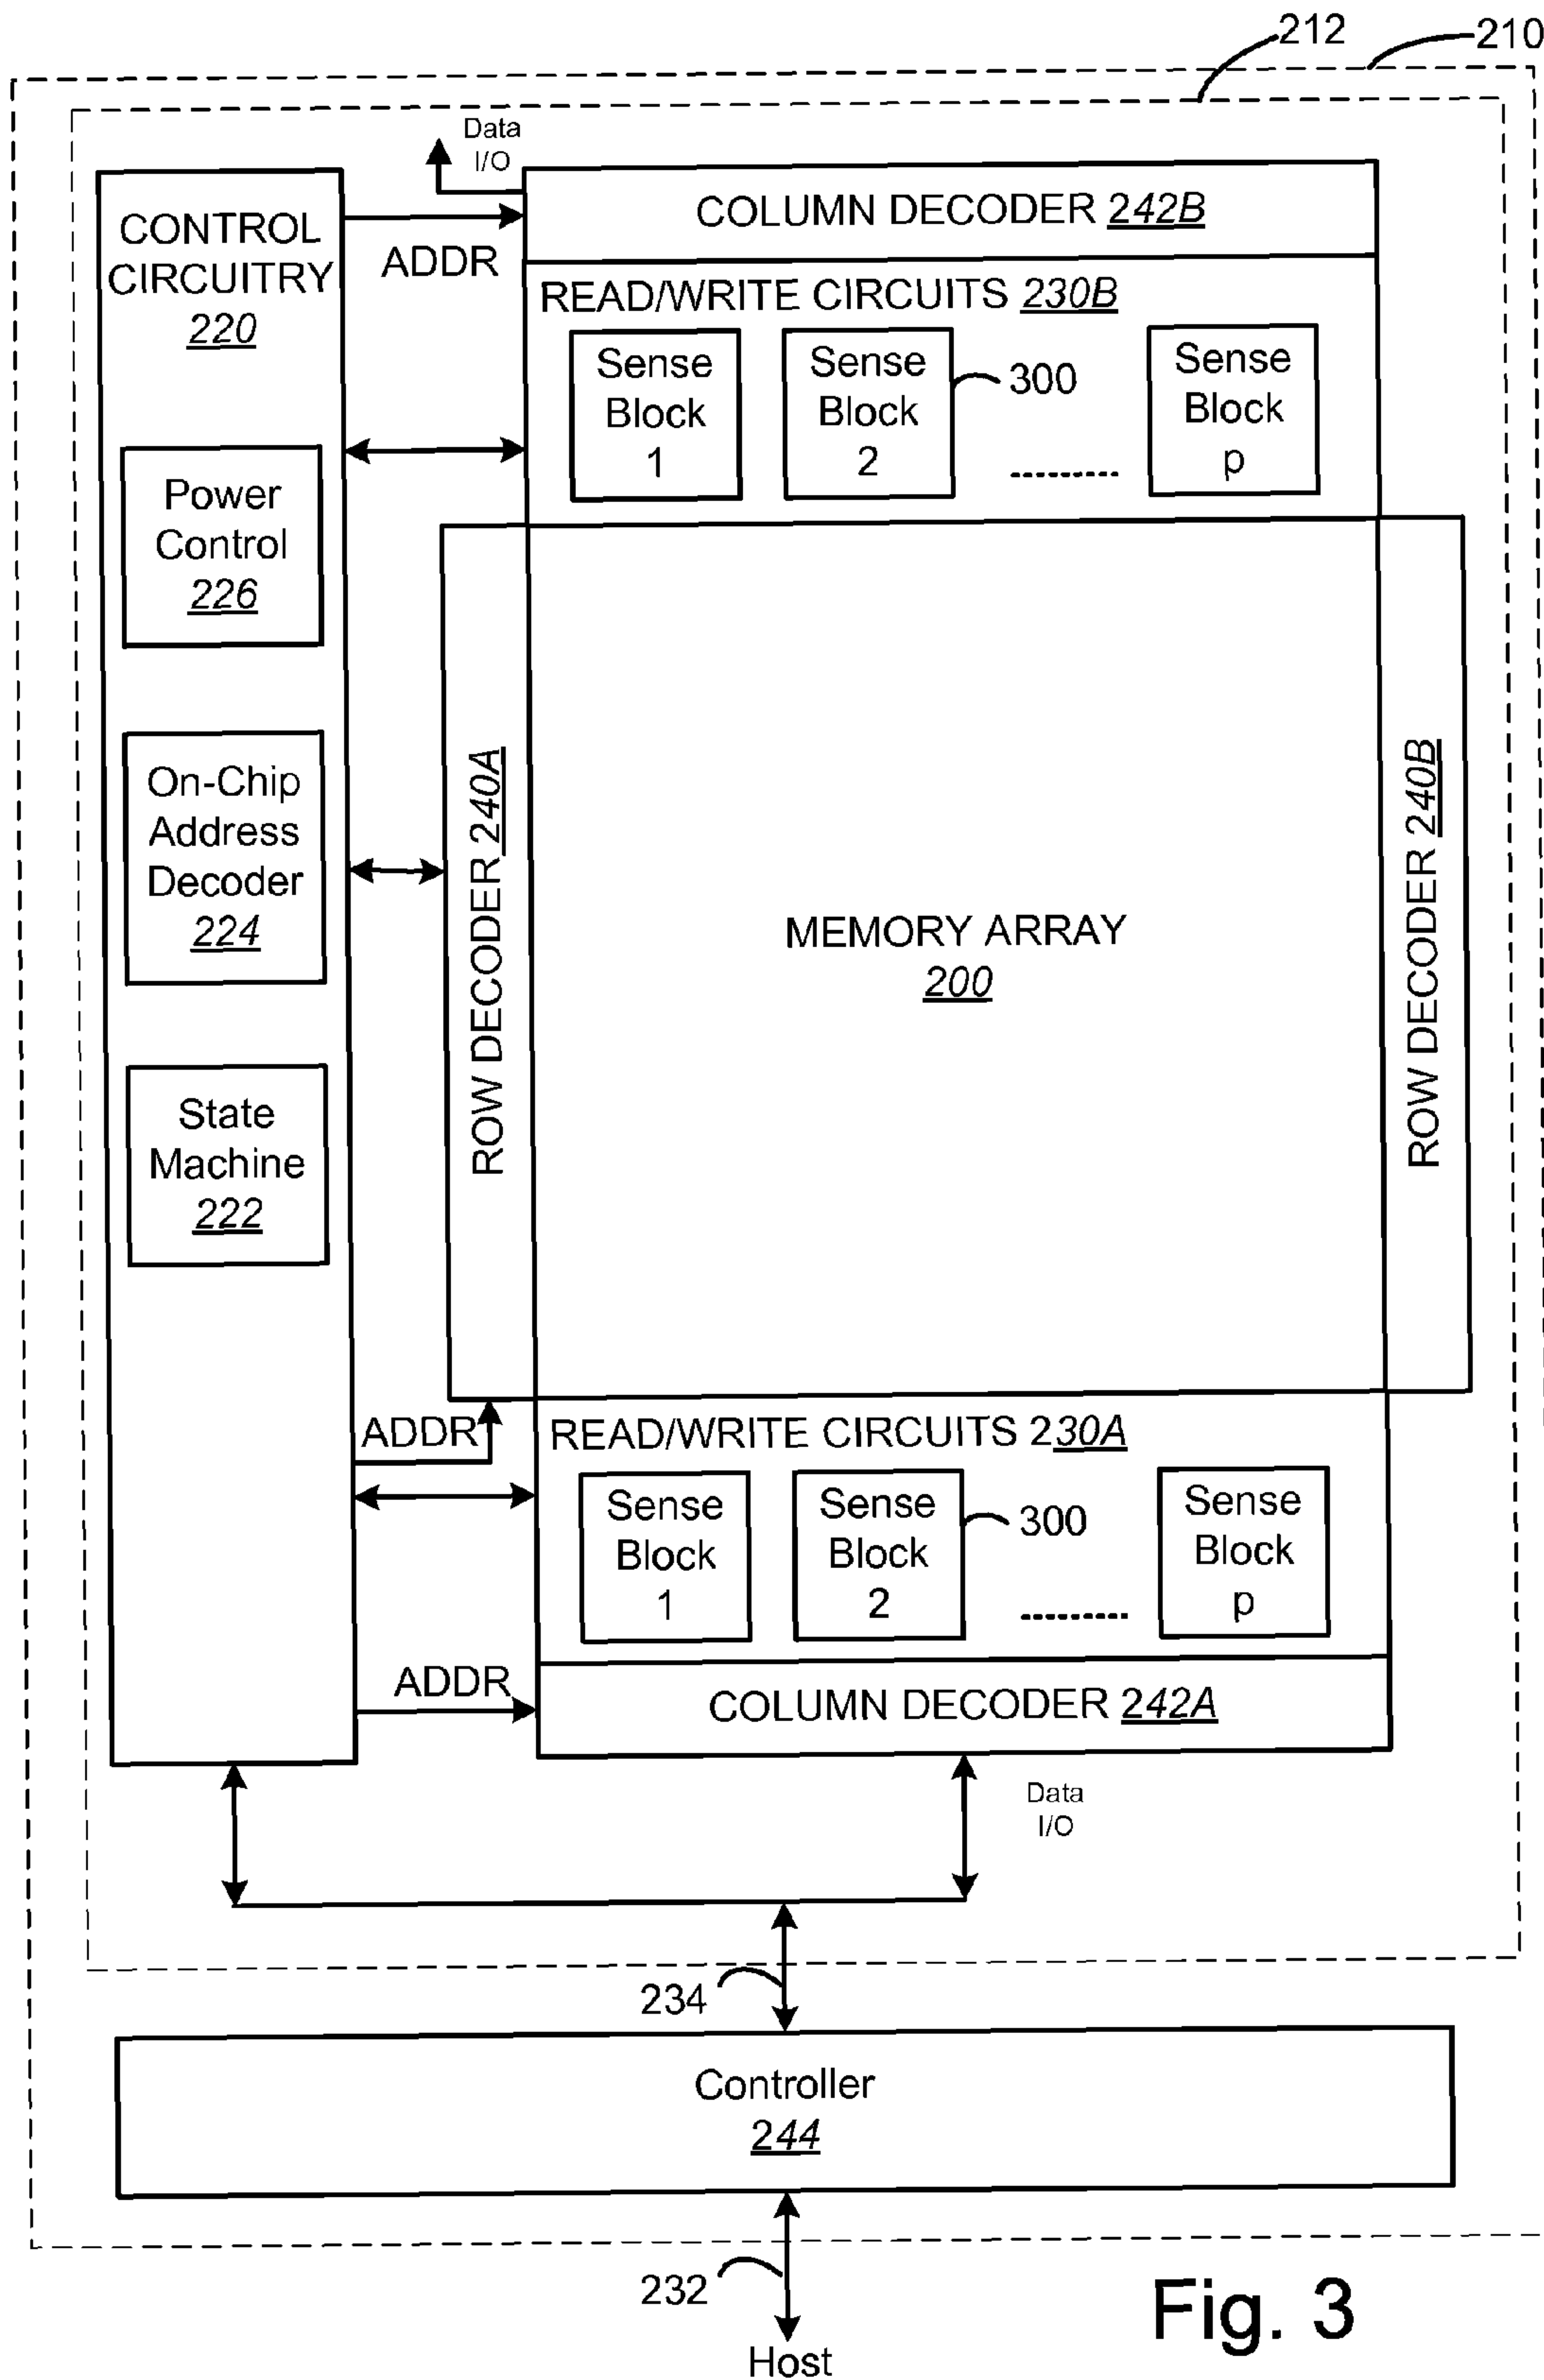 212
210
Data
I/O
CONTROL
CIRCUITRY
220
ADDR
COLUMN DECODER 242B
READ/WRITE CIRCUITS 230B
Sense
Block
1
Sense
Block
2
300
Sense
Block
p
Power
Control
226
On-Chip
Address
Decoder
224
State
Machine
222
ROW DECODER 240A
MEMORY ARRAY
200
ROW DECODER 240B
ADDR
READ/WRITE CIRCUITS 230A
Sense
Block
1
Sense
Block
2
300
Sense
Block
p
ADDR
COLUMN DECODER 242A
Data
I/O
234
Controller
244
232
Host
Fig. 3